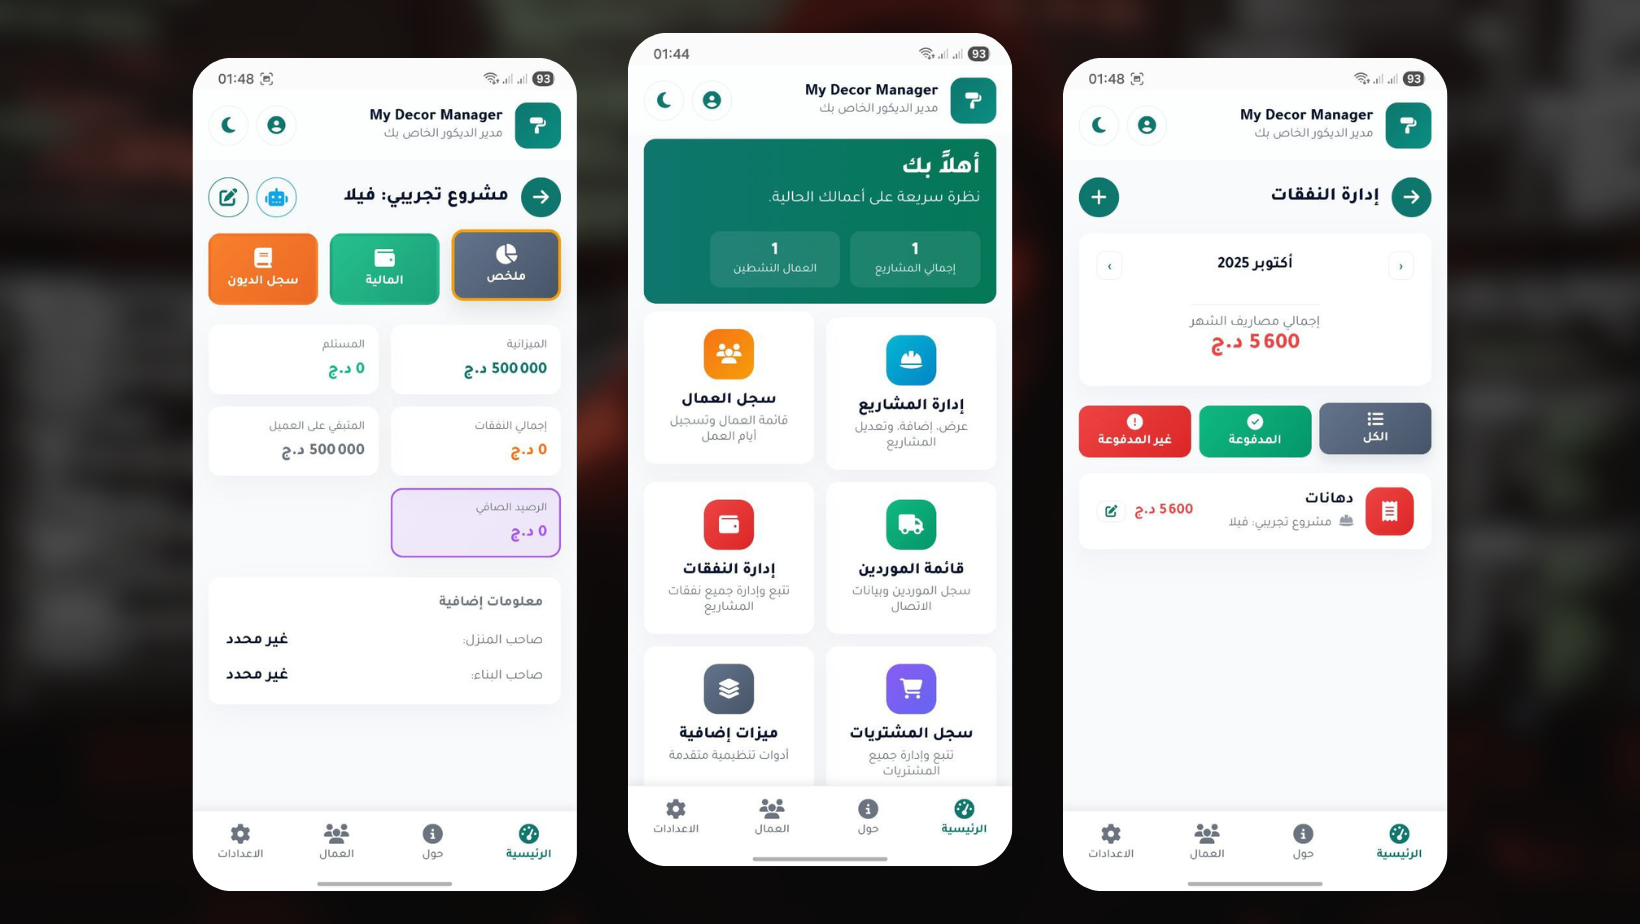 01:48
93
My Decor Manager
مدير الديكور الخاص بك
مشروع تجريبي: فيلا
ملخص
المالية
سجل الديون
الميزانية
500 000 د.ج
المستلم
0 د.ج
إجمالي النفقات
0 د.ج
المتبقي على العميل
500 000 د.ج
الرصيد الصافي
0 د.ج
معلومات إضافية
صاحب المنزل: غير محدد
صاحب البناء: غير محدد
الرئيسية
حول
العمال
الاعدادات
01:44
93
My Decor Manager
مدير الديكور الخاص بك
أهلاً بك
نظرة سريعة على أعمالك الحالية.
1
إجمالي المشاريع
1
العمال النشطين
إدارة المشاريع
عرض، إضافة، وتعديل
المشاريع
سجل العمال
قائمة العمال وتسجيل
أيام العمل
قائمة الموردين
سجل الموردين وبيانات
الاتصال
إدارة النفقات
تتبع وإدارة جميع نفقات
المشاريع
سجل المشتريات
تتبع وإدارة جميع
المشتريات
ميزات إضافية
أدوات تنظيمية متقدمة
الرئيسية
حول
العمال
الاعدادات
01:48
93
My Decor Manager
مدير الديكور الخاص بك
إدارة النفقات
أكتوبر 2025
إجمالي مصاريف الشهر
5 600 د.ج
الكل
المدفوعة
غير المدفوعة
دهانات
مشروع تجريبي: فيلا
5 600 د.ج
الرئيسية
حول
العمال
الاعدادات